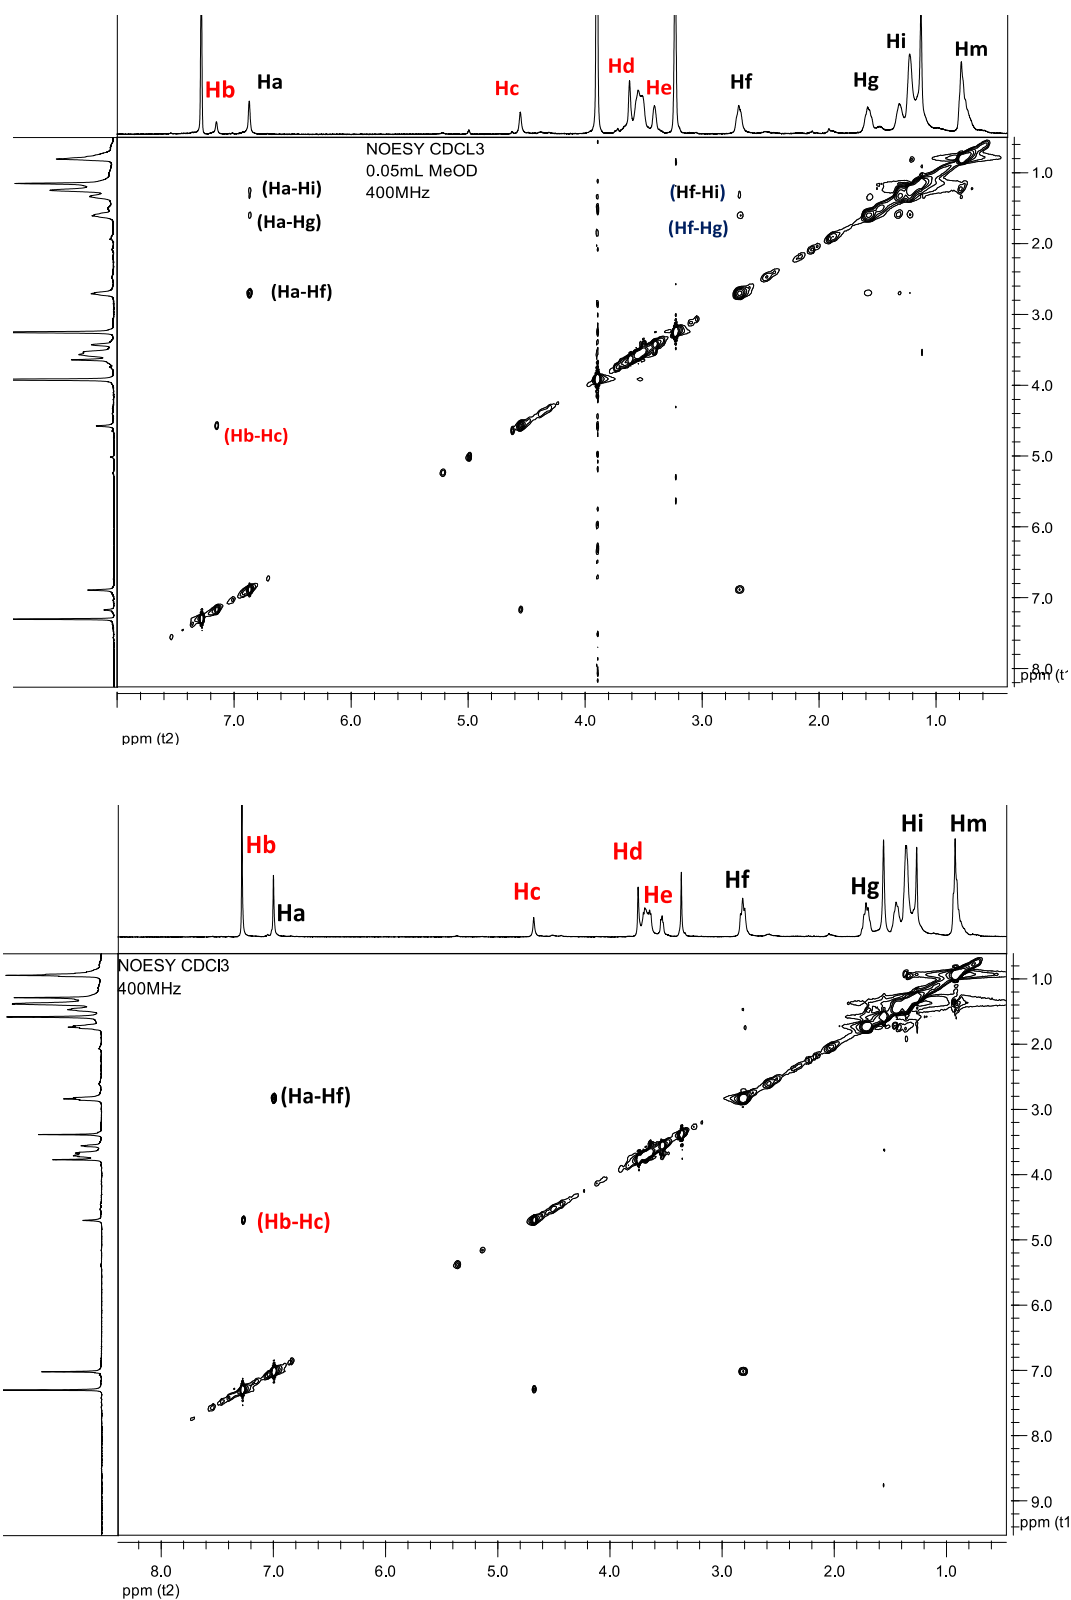 Hi
Hm
Hd
Hb
Ha
Hc
He
Hf
Hg
NOESY CDCL3
0.05mL MeOD
400MHz
1.0
(Ha-Hi)
(Hf-Hi)
(Ha-Hg)
(Hf-Hg)
2.0
(Ha-Hf)
3.0
4.0
(Hb-Hc)
5.0
6.0
7.0
8.0
ppm (t1
7.0 6.0 5.0 4.0 3.0 2.0 1.0
ppm (t2)
Hb
Hd
Hi
Hm
Ha
Hc
He
Hf
Hg
NOESY CDCl3
400MHz
1.0
2.0
(Ha-Hf)
3.0
4.0
(Hb-Hc)
5.0
6.0
7.0
8.0
9.0
ppm (t1
8.0 7.0 6.0 5.0 4.0 3.0 2.0 1.0
ppm (t2)